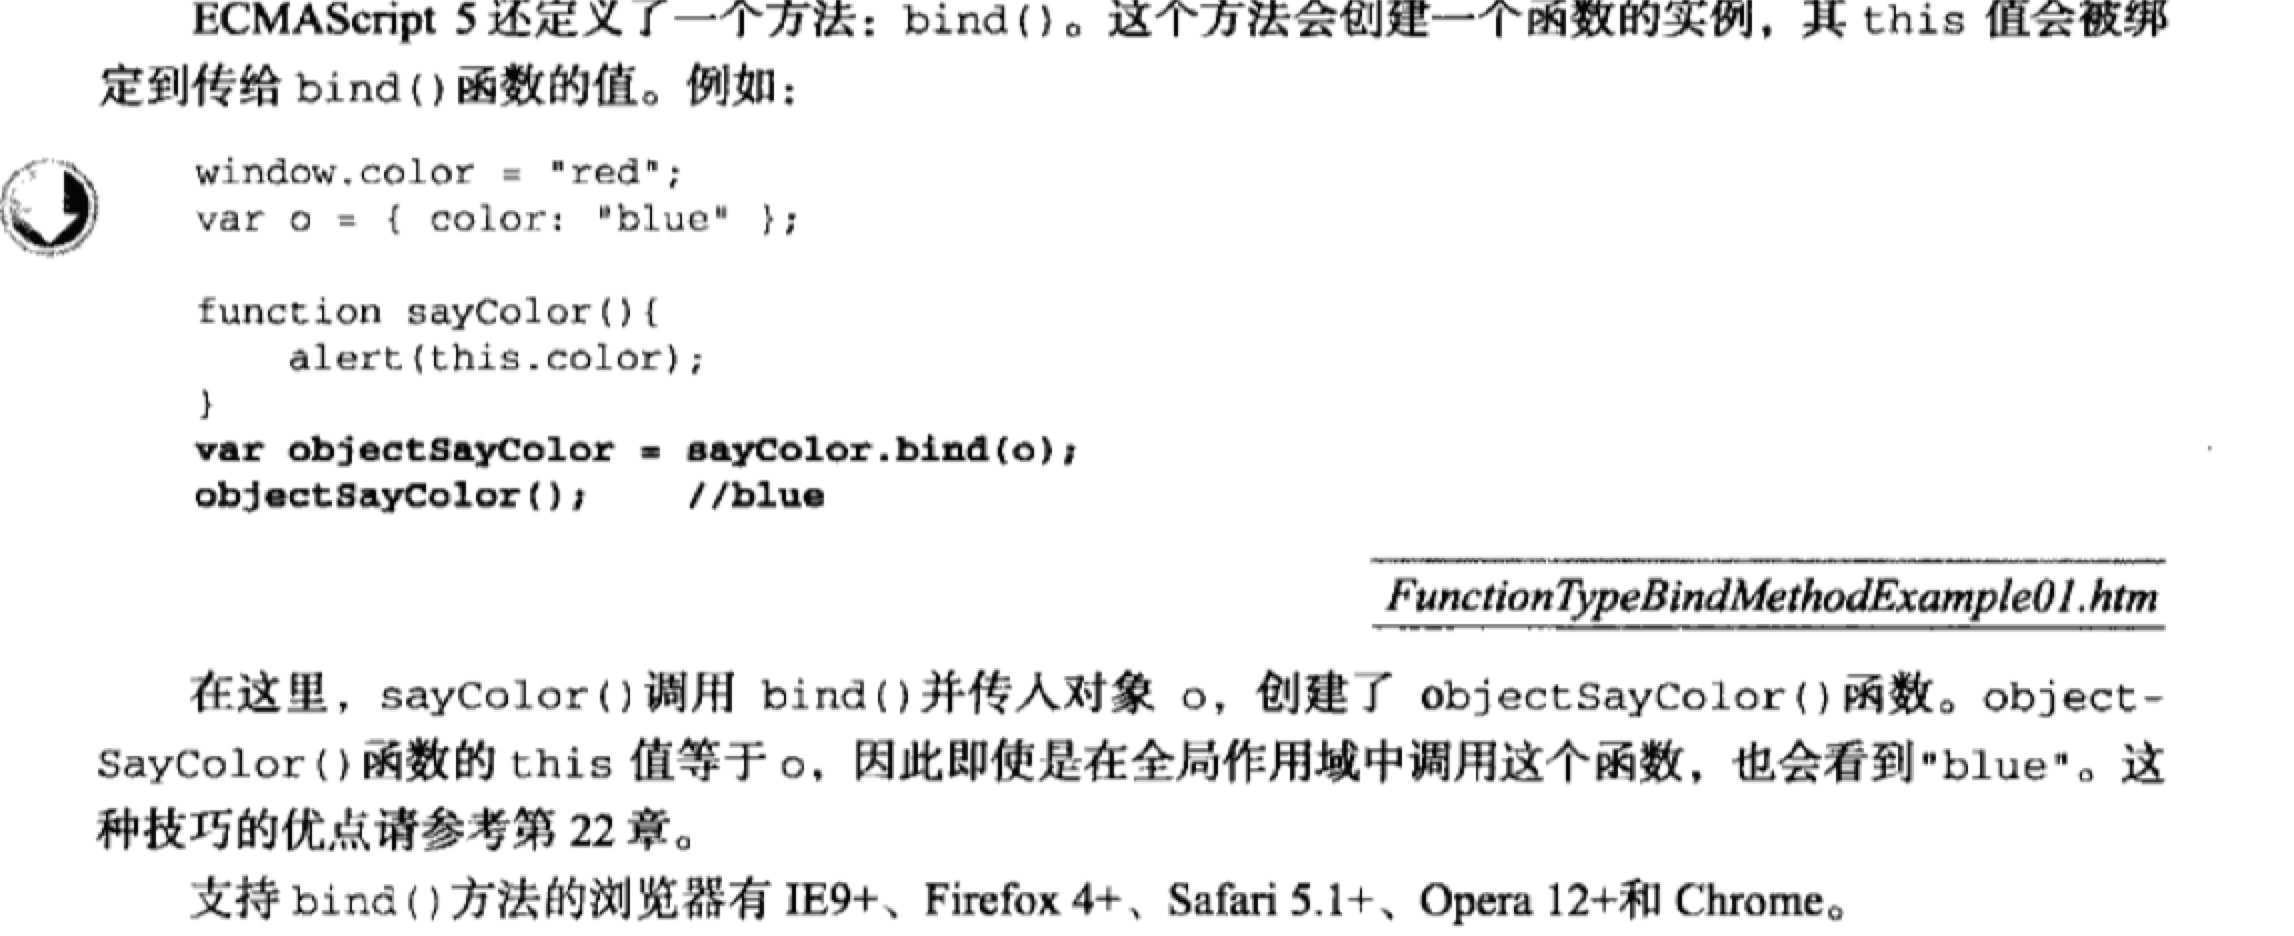 ECMAScript 5 还定义了一个方法：bind()。这个方法会创建一个函数的实例，其 this 值会被绑
定到传给 bind()函数的值。例如：
window.color = "red";
var o = { color: "blue" };
function sayColor(){
    alert(this.color);
}
var objectSayColor = sayColor.bind(o);
objectSayColor();    //blue
FunctionTypeBindMethodExample01.htm
在这里，sayColor()调用 bind()并传入对象 o，创建了 objectSayColor()函数。object-
SayColor()函数的 this 值等于 o，因此即使是在全局作用域中调用这个函数，也会看到"blue"。这
种技巧的优点请参考第 22 章。
支持 bind()方法的浏览器有 IE9+、Firefox 4+、Safari 5.1+、Opera 12+和 Chrome。